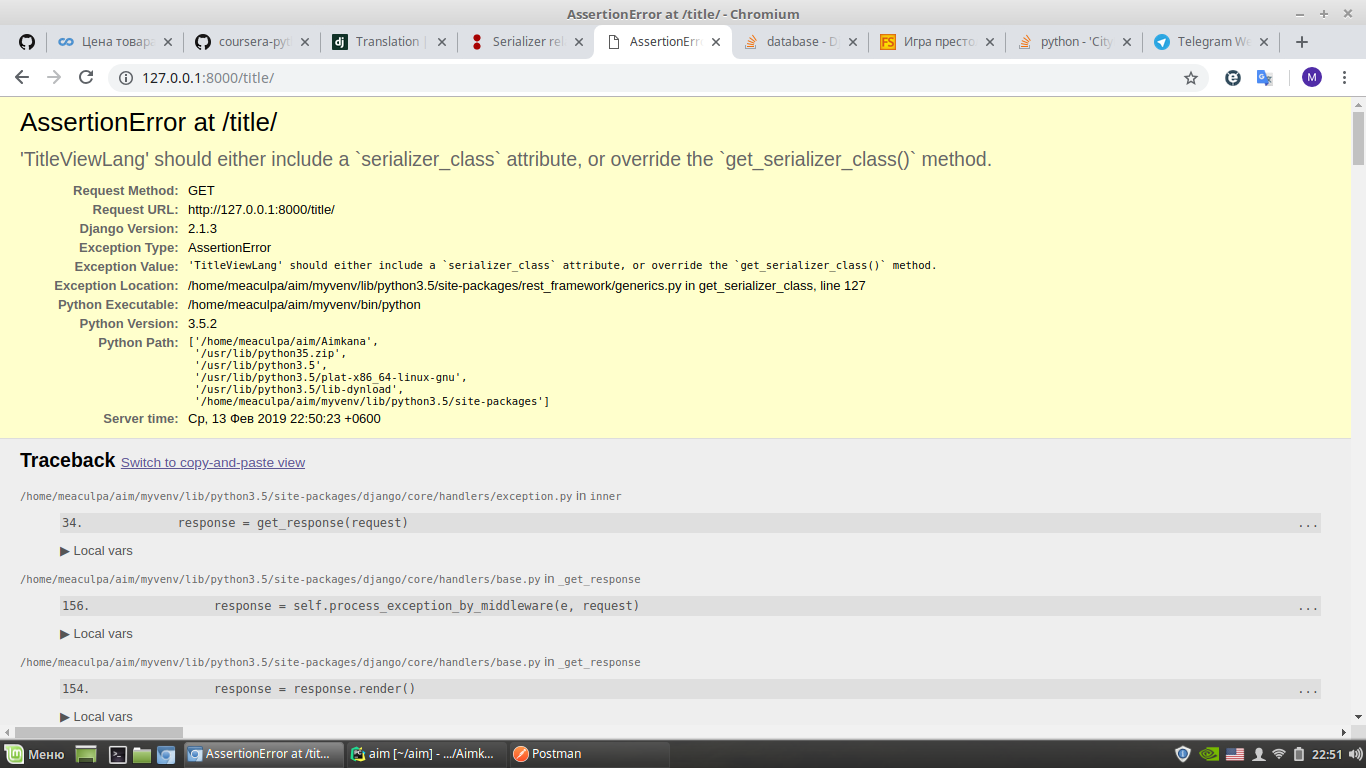 AssertionError at /title/ - Chromium
Цена товара
coursera-pyt
Translation |
Serializer rel
AssertionErr
database - D
Игра престо
python - 'City
Telegram We
127.0.0.1:8000/title/
M
AssertionError at /title/
'TitleViewLang' should either include a `serializer_class` attribute, or override the `get_serializer_class()` method.
Request Method: GET
Request URL: http://127.0.0.1:8000/title/
Django Version: 2.1.3
Exception Type: AssertionError
Exception Value: 'TitleViewLang' should either include a `serializer_class` attribute, or override the `get_serializer_class()` method.
Exception Location: /home/meaculpa/aim/myvenv/lib/python3.5/site-packages/rest_framework/generics.py in get_serializer_class, line 127
Python Executable: /home/meaculpa/aim/myvenv/bin/python
Python Version: 3.5.2
Python Path: ['/home/meaculpa/aim/Aimkana',
'/usr/lib/python35.zip',
'/usr/lib/python3.5',
'/usr/lib/python3.5/plat-x86_64-linux-gnu',
'/usr/lib/python3.5/lib-dynload',
'/home/meaculpa/aim/myvenv/lib/python3.5/site-packages']
Server time: Ср, 13 Фев 2019 22:50:23 +0600
Traceback Switch to copy-and-paste view
/home/meaculpa/aim/myvenv/lib/python3.5/site-packages/django/core/handlers/exception.py in inner
34. response = get_response(request) ...
▶ Local vars
/home/meaculpa/aim/myvenv/lib/python3.5/site-packages/django/core/handlers/base.py in _get_response
156. response = self.process_exception_by_middleware(e, request) ...
▶ Local vars
/home/meaculpa/aim/myvenv/lib/python3.5/site-packages/django/core/handlers/base.py in _get_response
154. response = response.render() ...
▶ Local vars
Меню
AssertionError at /tit...
aim [~/aim] - .../Aimk...
Postman
22:51